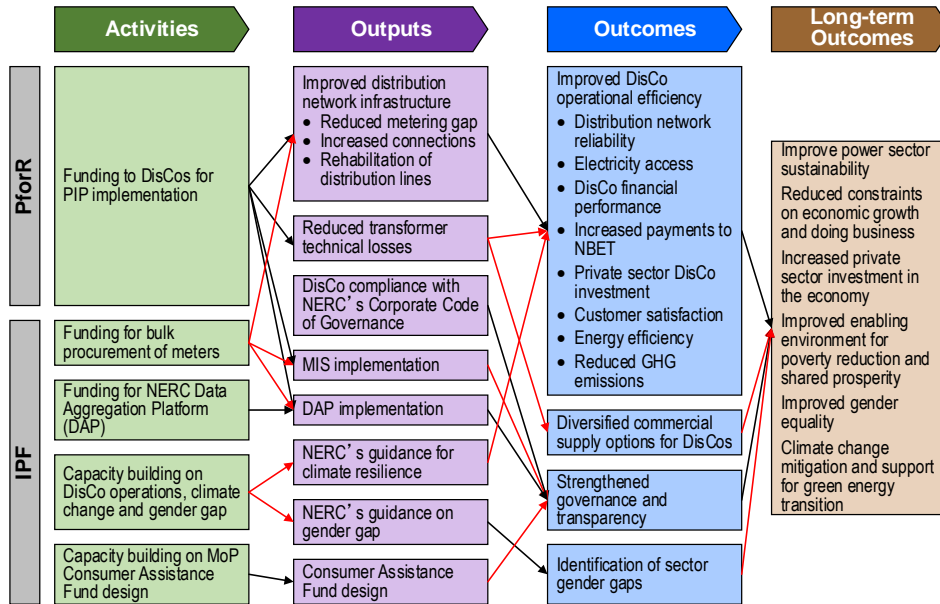 Activities
Outputs
Outcomes
Long-term
Outcomes
PforR
IPF
Funding to DisCos for
PIP implementation
Funding for bulk
procurement of meters
Funding for NERC Data
Aggregation Platform
(DAP)
Capacity building on
DisCo operations, climate
change and gender gap
Capacity building on MoP
Consumer Assistance
Fund design
Improved distribution
network infrastructure
● Reduced metering gap
● Increased connections
● Rehabilitation of
distribution lines
Reduced transformer
technical losses
DisCo compliance with
NERC's Corporate Code
of Governance
MIS implementation
DAP implementation
NERC's guidance for
climate resilience
NERC's guidance on
gender gap
Consumer Assistance
Fund design
Improved DisCo
operational efficiency
● Distribution network
reliability
● Electricity access
● DisCo financial
performance
● Increased payments to
NBET
● Private sector DisCo
investment
● Customer satisfaction
● Energy efficiency
● Reduced GHG
emissions
Diversified commercial
supply options for DisCos
Strengthened
governance and
transparency
Identification of sector
gender gaps
Improve power sector
sustainability
Reduced constraints
on economic growth
and doing business
Increased private
sector investment in
the economy
Improved enabling
environment for
poverty reduction and
shared prosperity
Improved gender
equality
Climate change
mitigation and support
for green energy
transition